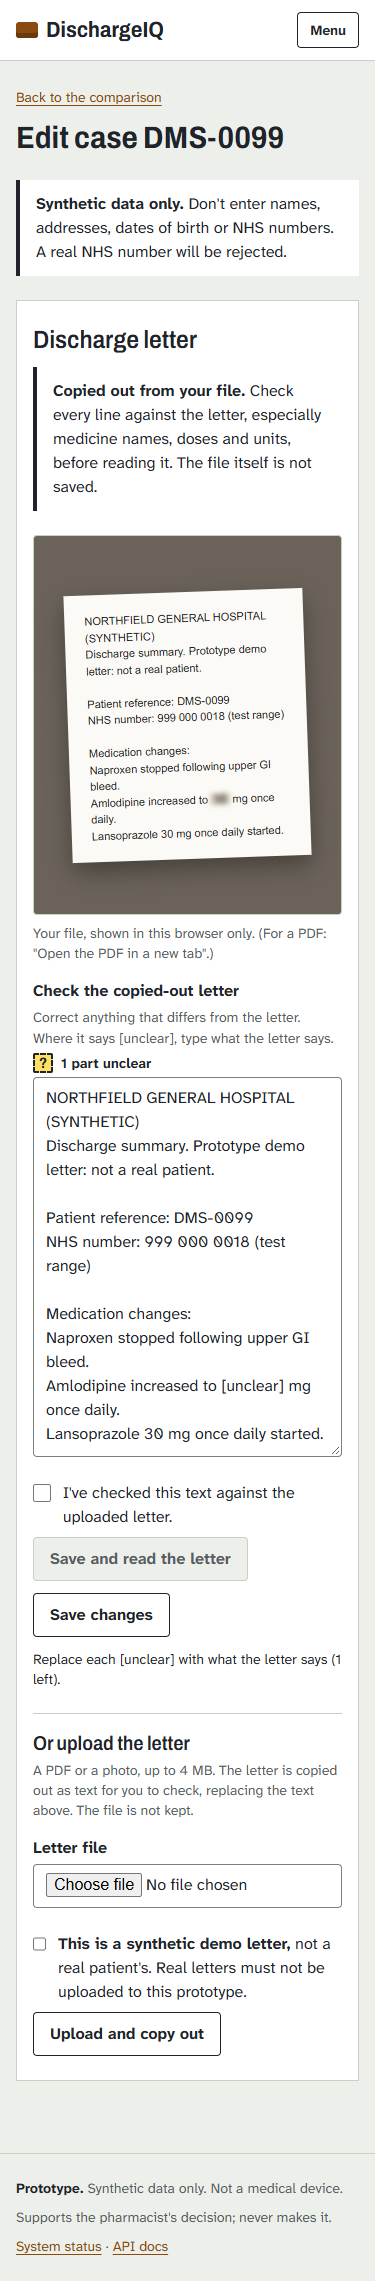 DischargeIQ
Menu
Back to the comparison
Edit case DMS-0099
Synthetic data only. Don't enter names,
addresses, dates of birth or NHS numbers.
A real NHS number will be rejected.
Discharge letter
Copied out from your file. Check
every line against the letter, especially
medicine names, doses and units,
before reading it. The file itself is not
saved.
NORTHFIELD GENERAL HOSPITAL
(SYNTHETIC)
Discharge summary. Prototype demo
letter: not a real patient.
Patient reference: DMS-0099
NHS number: 999 000 0018 (test range)
Medication changes:
Naproxen stopped following upper GI
bleed.
Amlodipine increased to mg once
daily.
Lansoprazole 30 mg once daily started.
Your file, shown in this browser only. (For a PDF:
"Open the PDF in a new tab".)
Check the copied-out letter
Correct anything that differs from the letter.
Where it says [unclear], type what the letter says.
? 1 part unclear
NORTHFIELD GENERAL HOSPITAL
(SYNTHETIC)
Discharge summary. Prototype demo
letter: not a real patient.
Patient reference: DMS-0099
NHS number: 999 000 0018 (test
range)
Medication changes:
Naproxen stopped following upper GI
bleed.
Amlodipine increased to [unclear] mg
once daily.
Lansoprazole 30 mg once daily started.
I've checked this text against the
uploaded letter.
Save and read the letter
Save changes
Replace each [unclear] with what the letter says (1
left).
Or upload the letter
A PDF or a photo, up to 4 MB. The letter is copied
out as text for you to check, replacing the text
above. The file is not kept.
Letter file
Choose file No file chosen
This is a synthetic demo letter, not a
real patient's. Real letters must not be
uploaded to this prototype.
Upload and copy out
Prototype. Synthetic data only. Not a medical device.
Supports the pharmacist's decision; never makes it.
System status · API docs